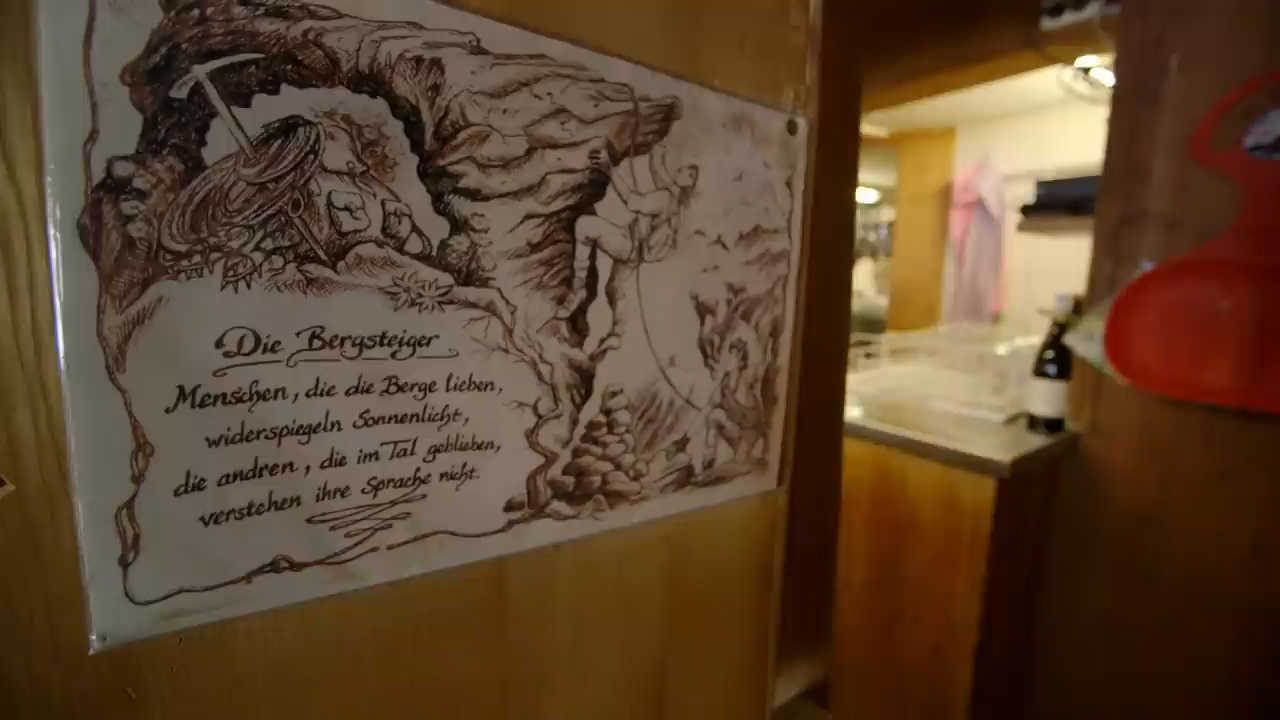 Die Bergsteiger
Menschen, die die Berge lieben,
widerspiegeln Sonnenlicht,
die andren, die im Tal geblieben,
verstehen ihre Sprache nicht.